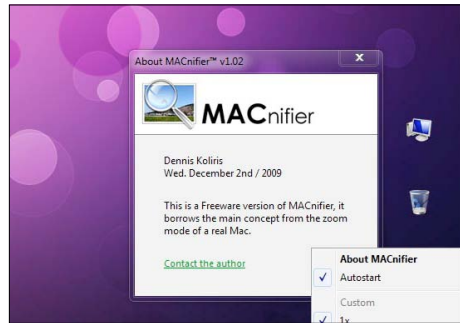 About MACnifier™ v1.02
x
MACnifier
Dennis Koliris
Wed. December 2nd / 2009
This is a Freeware version of MACnifier, it
borrows the main concept from the zoom
mode of a real Mac.
Contact the author
About MACnifier
Autostart
Custom
1x